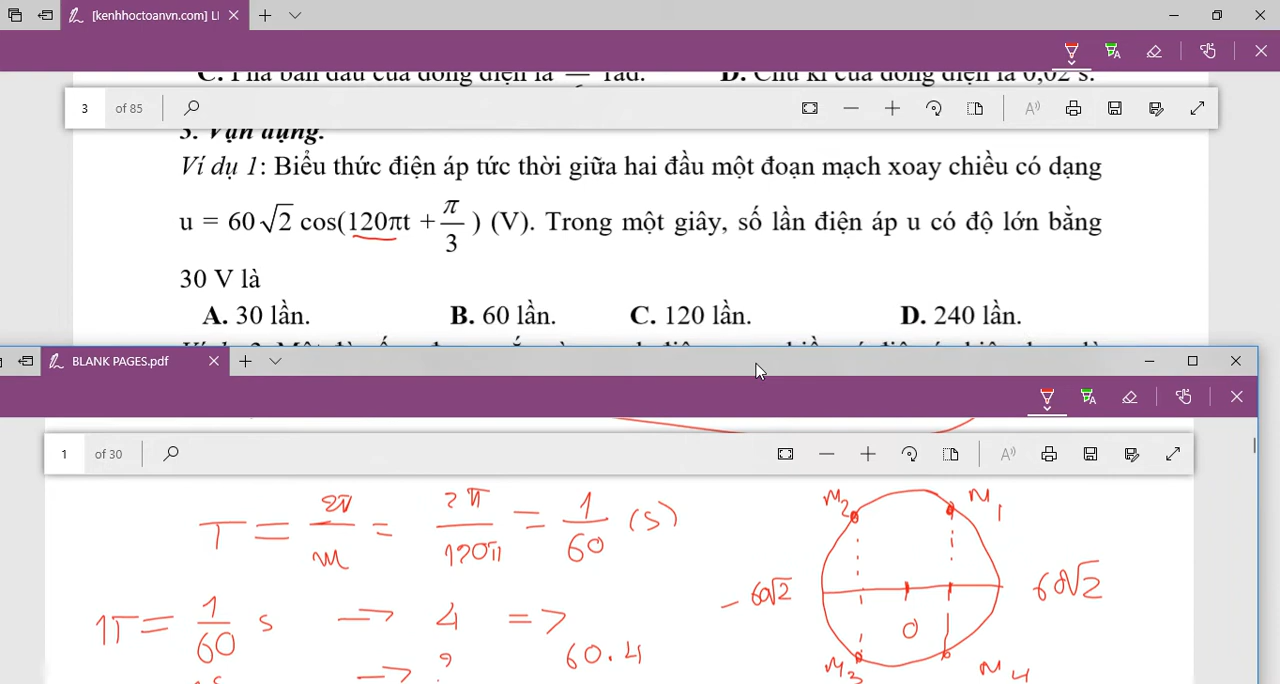 [kenhhoctoanvn.com] LI
3 of 85
3. Vận dụng.
Ví dụ 1: Biểu thức điện áp tức thời giữa hai đầu một đoạn mạch xoay chiều có dạng
u = 60√2 cos(120πt + π/3) (V). Trong một giây, số lần điện áp u có độ lớn bằng
30 V là
A. 30 lần. B. 60 lần. C. 120 lần. D. 240 lần.
BLANK PAGES.pdf
1 of 30
M2 M1
T = 2π/ω = 2π/120π = 1/60 (s)
-60√2 60√2
1T = 1/60 s → 4 =>
0
60.4
→ ?
M3 M4